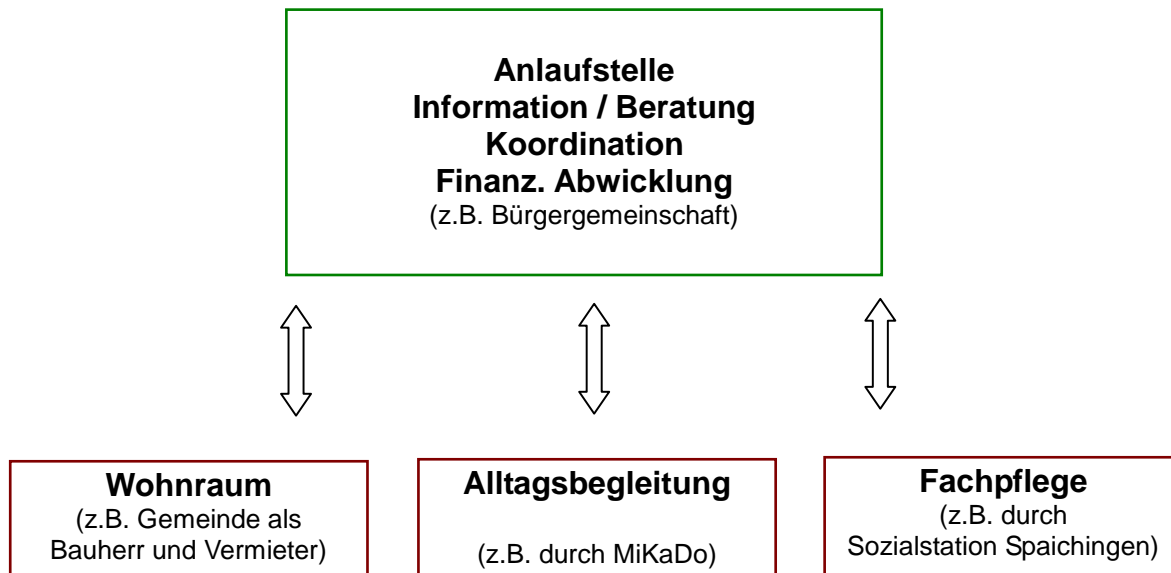 Anlaufstelle
Information / Beratung
Koordination
Finanz. Abwicklung
(z.B. Bürgergemeinschaft)
Wohnraum
(z.B. Gemeinde als
Bauherr und Vermieter)
Alltagsbegleitung
(z.B. durch MiKaDo)
Fachpflege
(z.B. durch
Sozialstation Spaichingen)